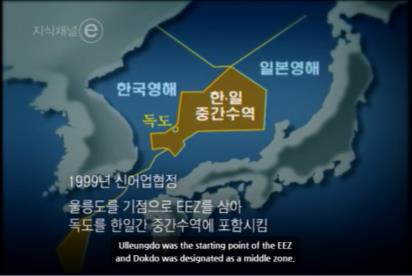 지식채널 e
일본영해
한국영해
한·일
중간수역
독도
1999년 신어업협정
울릉도를 기점으로 EEZ를 삼아
독도를 한일간 중간수역에 포함시킴
Ulleungdo was the starting point of the EEZ
and Dokdo was designated as a middle zone.